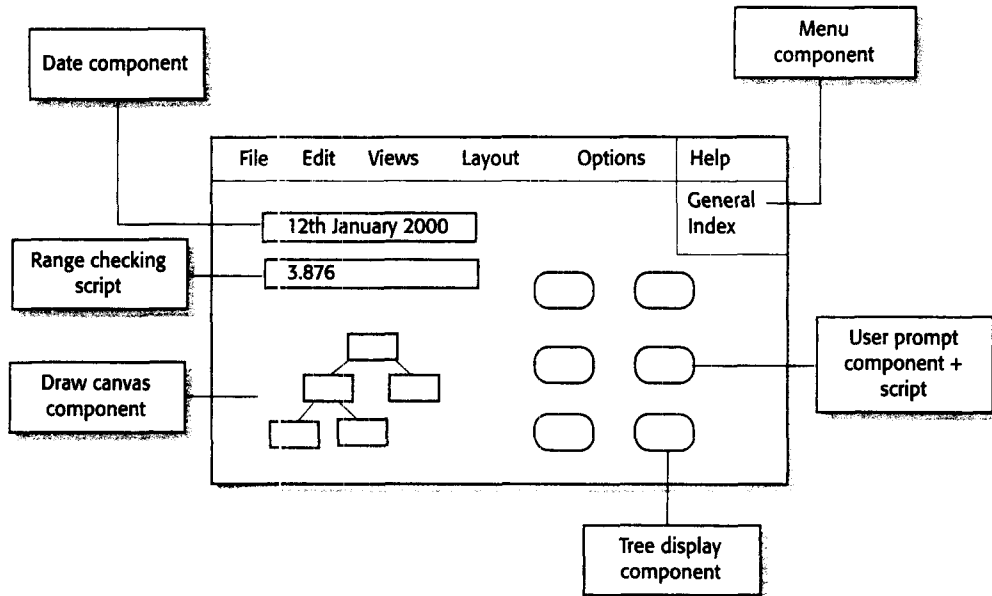 Menu
component
Date component
File Edit Views Layout Options Help
General
Index
12th January 2000
Range checking
script
3.876
User prompt
component +
script
Draw canvas
component
Tree display
component